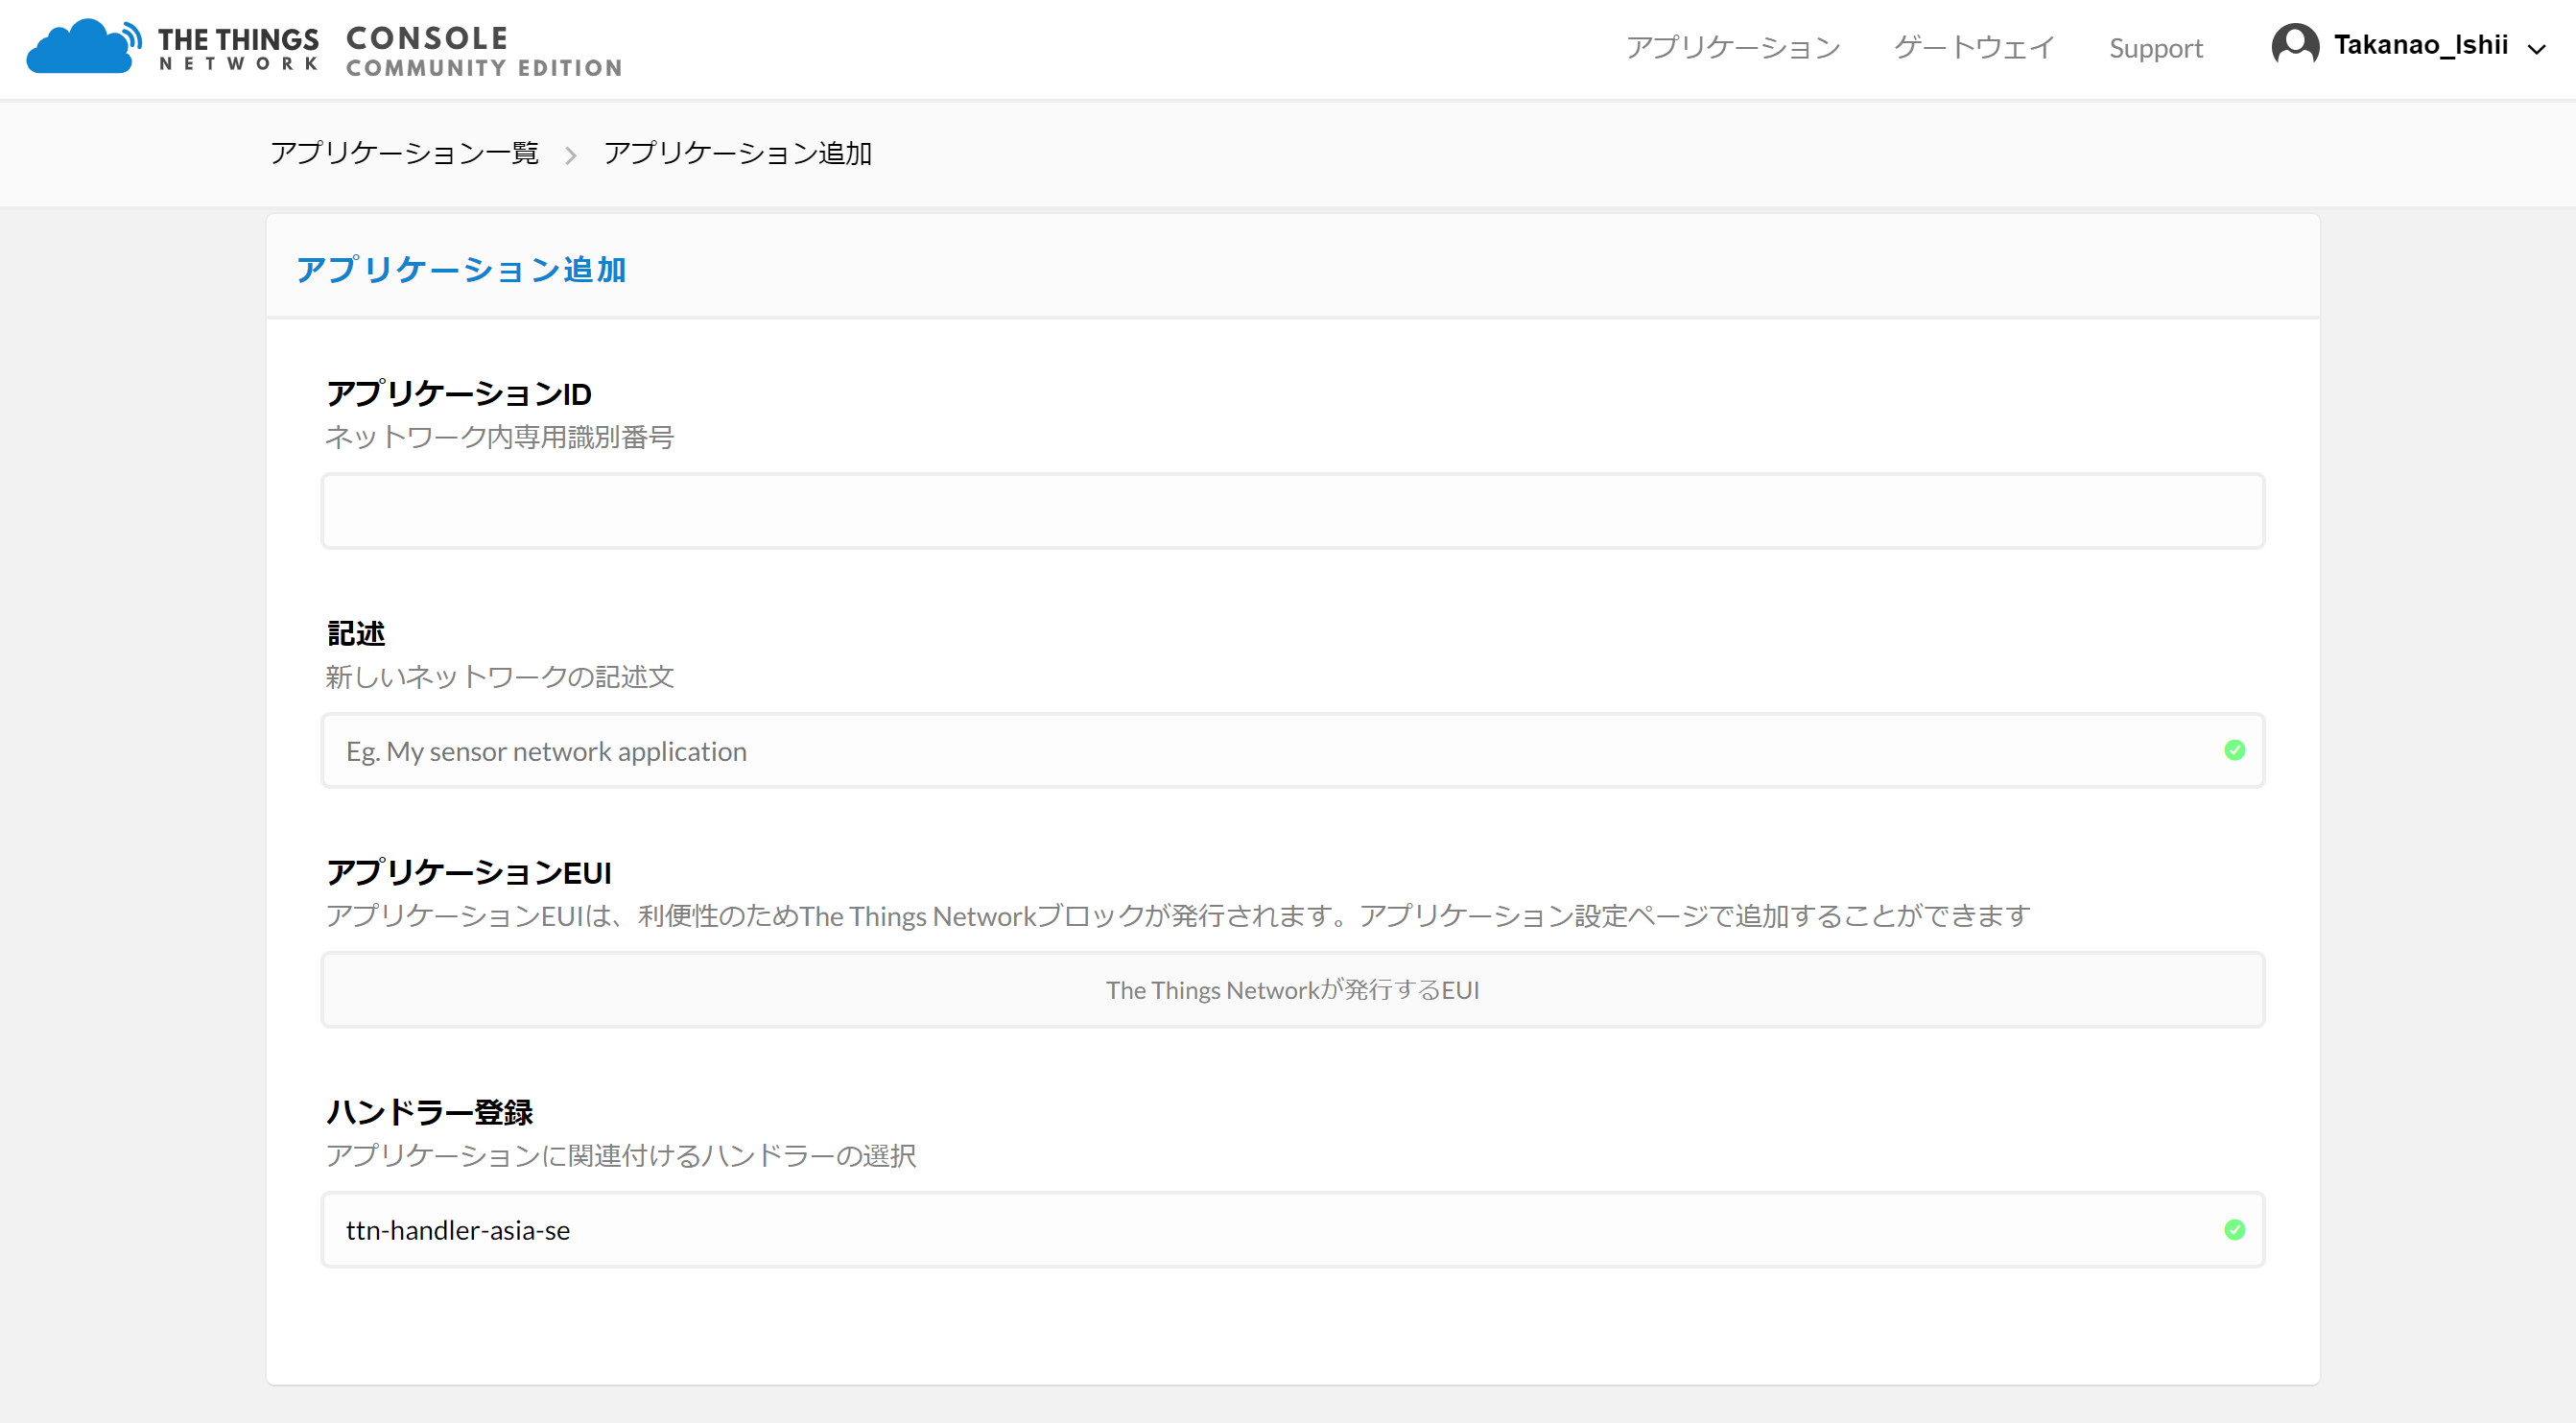 THE THINGS
NETWORK
CONSOLE
COMMUNITY EDITION
アプリケーション
ゲートウェイ
Support
Takanao_Ishii
アプリケーション一覧
アプリケーション追加
アプリケーション追加
アプリケーションID
ネットワーク内専用識別番号
記述
新しいネットワークの記述文
Eg. My sensor network application
アプリケーションEUI
アプリケーションEUIは、利便性のためThe Things Networkブロックが発行されます。アプリケーション設定ページで追加することができます
The Things Networkが発行するEUI
ハンドラー登録
アプリケーションに関連付けるハンドラーの選択
ttn-handler-asia-se